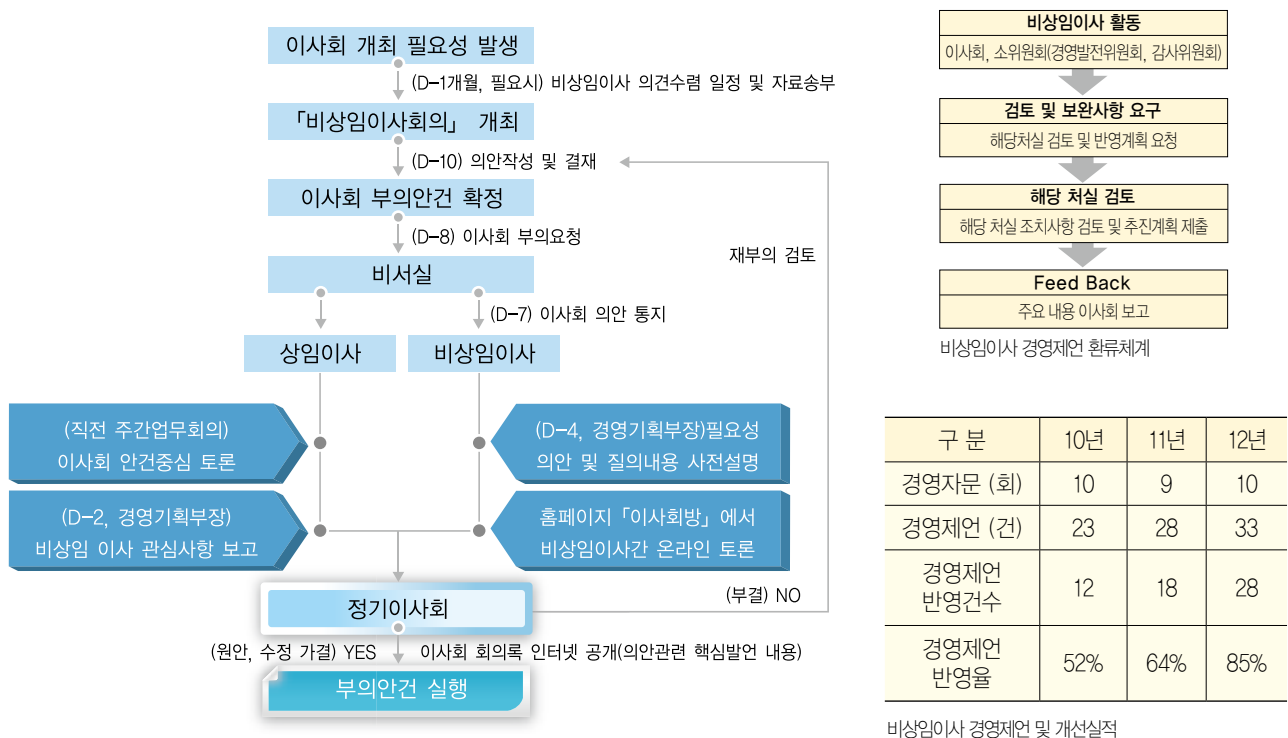 이사회 개최 필요성 발생
(D-1개월, 필요시) 비상임이사 의견수렴 일정 및 자료송부
「비상임이사회의」 개최
(D-10) 의안작성 및 결재
이사회 부의안건 확정
(D-8) 이사회 부의요청
재부의 검토
비서실
(D-7) 이사회 의안 통지
상임이사
비상임이사
(직전 주간업무회의)
이사회 안건중심 토론
(D-4, 경영기획부장)필요성
의안 및 질의내용 사전설명
(D-2, 경영기획부장)
비상임 이사 관심사항 보고
홈페이지「이사회방」에서
비상임이사간 온라인 토론
정기이사회
(부결) NO
(원안, 수정 가결) YES
이사회 회의록 인터넷 공개(의안관련 핵심발언 내용)
부의안건 실행
비상임이사 활동
이사회, 소위원회(경영발전위원회, 감사위원회)
검토 및 보완사항 요구
해당처실 검토 및 반영계획 요청
해당 처실 검토
해당 처실 조치사항 검토 및 추진계획 제출
Feed Back
주요 내용 이사회 보고
비상임이사 경영제언 환류체계
구 분 10년 11년 12년
경영자문 (회) 10 9 10
경영제언 (건) 23 28 33
경영제언
반영건수 12 18 28
경영제언
반영율 52% 64% 85%
비상임이사 경영제언 및 개선실적